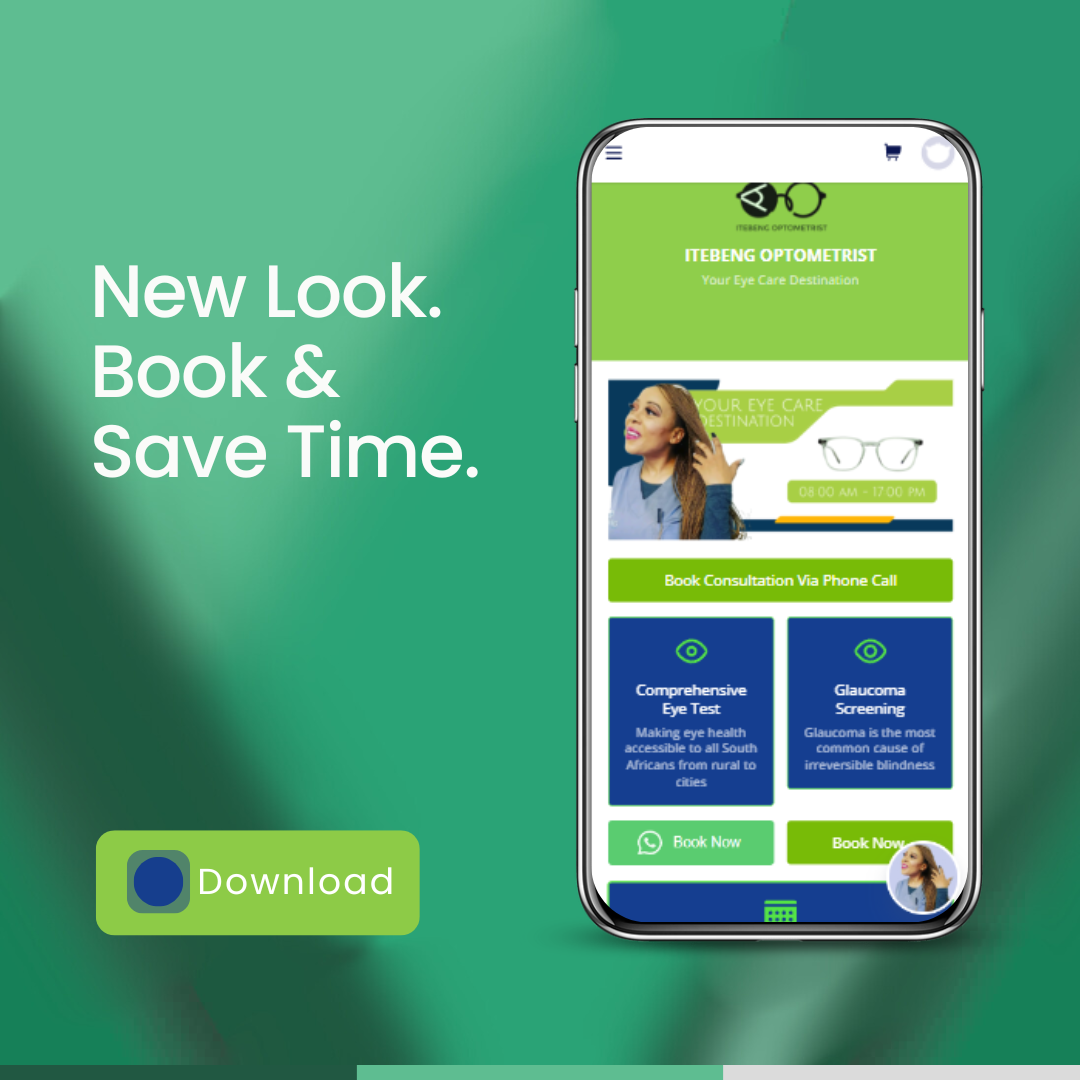 New Look.
Book &
Save Time.
Download
ITEBENG OPTOMETRIST
ITEBENG OPTOMETRIST
Your Eye Care Destination
YOUR EYE CARE
DESTINATION
08:00 AM - 17:00 PM
Book Consultation Via Phone Call
Comprehensive
Eye Test
Making eye health
accessible to all South
Africans from rural to
cities
Glaucoma
Screening
Glaucoma is the most
common cause of
irreversible blindness
Book Now
Book Now